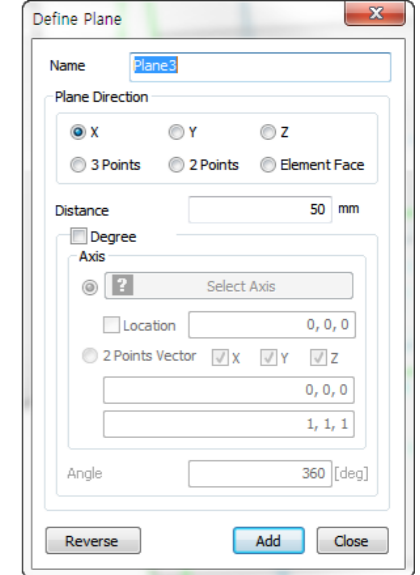 Define Plane
Name Plane3
Plane Direction
X Y Z
3 Points 2 Points Element Face
Distance 50 mm
Degree
Axis
? Select Axis
Location 0, 0, 0
2 Points Vector X Y Z
0, 0, 0
1, 1, 1
Angle 360 [deg]
Reverse Add Close